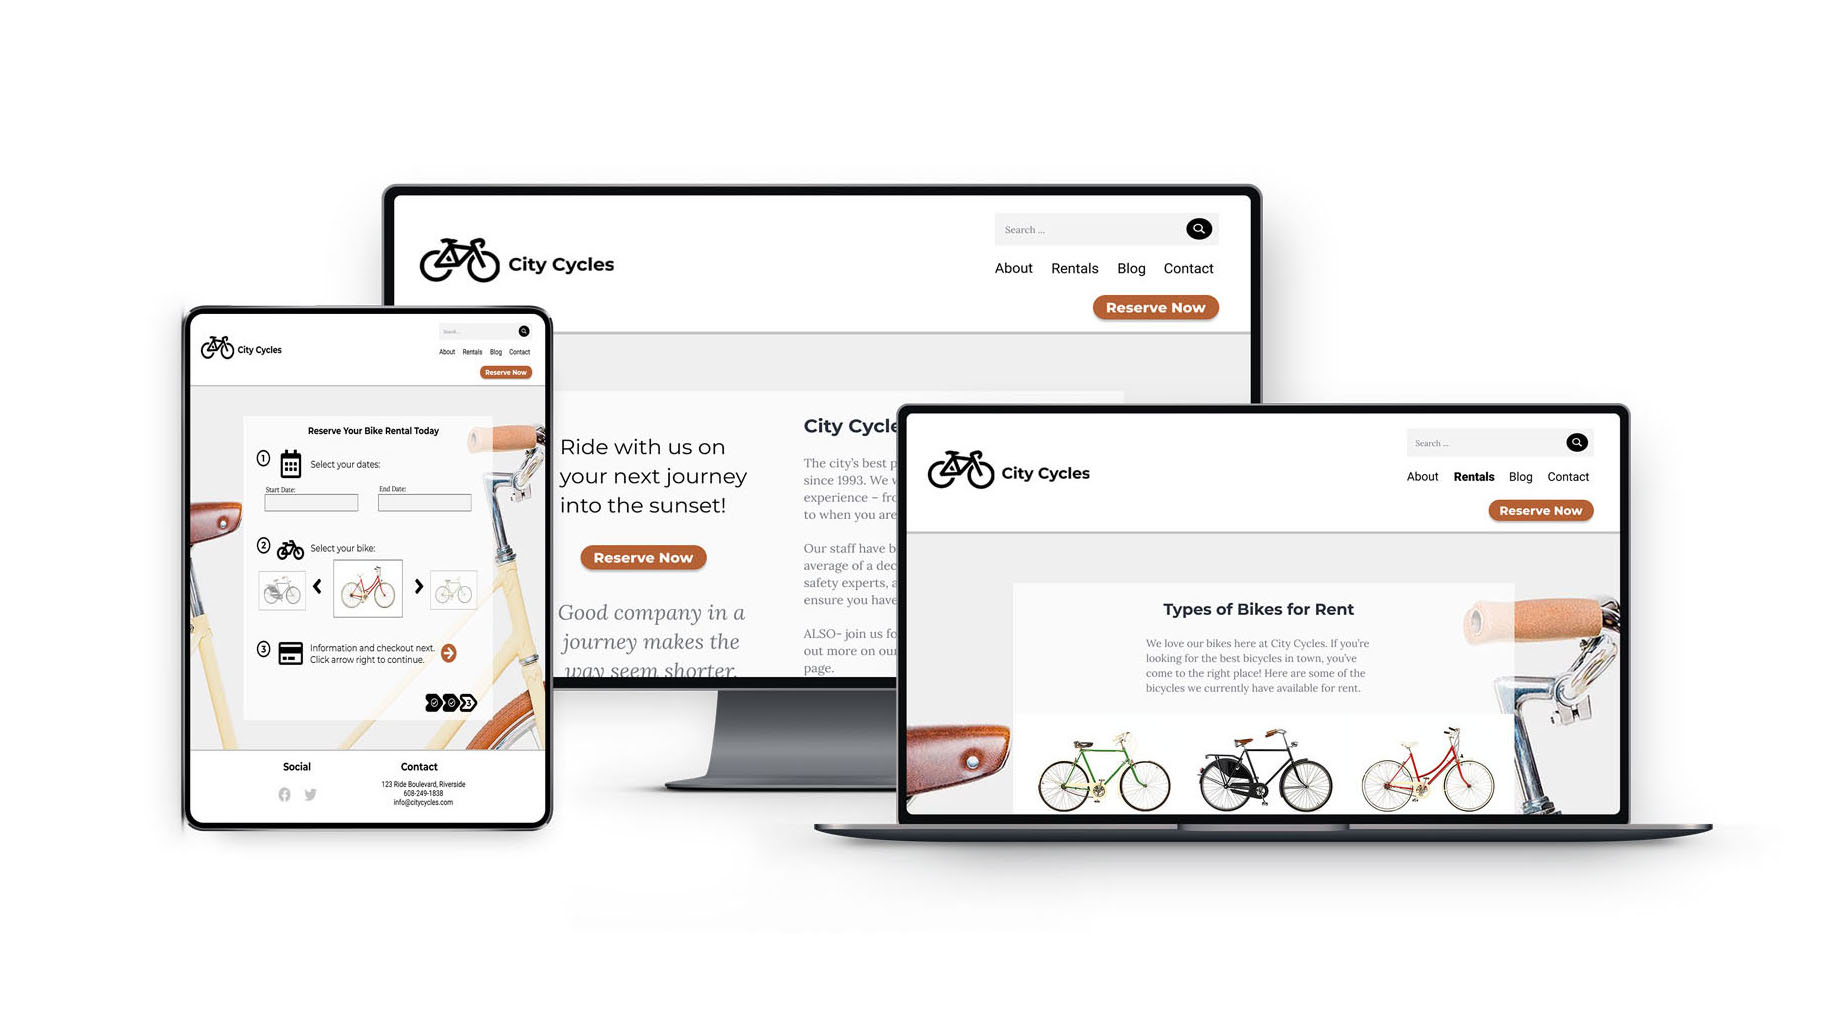 Search ...
City Cycles
About Rentals Blog Contact
Reserve Now
Ride with us on
your next journey
into the sunset!
Reserve Now
Good company in a
journey makes the
way seem shorter.
City Cycle
The city's best p
since 1993. We
experience – fro
to when you are
Our staff have b
average of a dec
safety experts, a
ensure you have
ALSO- join us fo
out more on our
page.
City Cycles
Search ...
About Rentals Blog Contact
Reserve Now
Reserve Your Bike Rental Today
1 Select your dates:
Start Date: End Date:
2 Select your bike:
3 Information and checkout next.
Click arrow right to continue.
3
Social
Contact
123 Ride Boulevard, Riverside
608-249-1838
info@citycycles.com
City Cycles
Search ...
About Rentals Blog Contact
Reserve Now
Types of Bikes for Rent
We love our bikes here at City Cycles. If you're
looking for the best bicycles in town, you've
come to the right place! Here are some of the
bicycles we currently have available for rent.